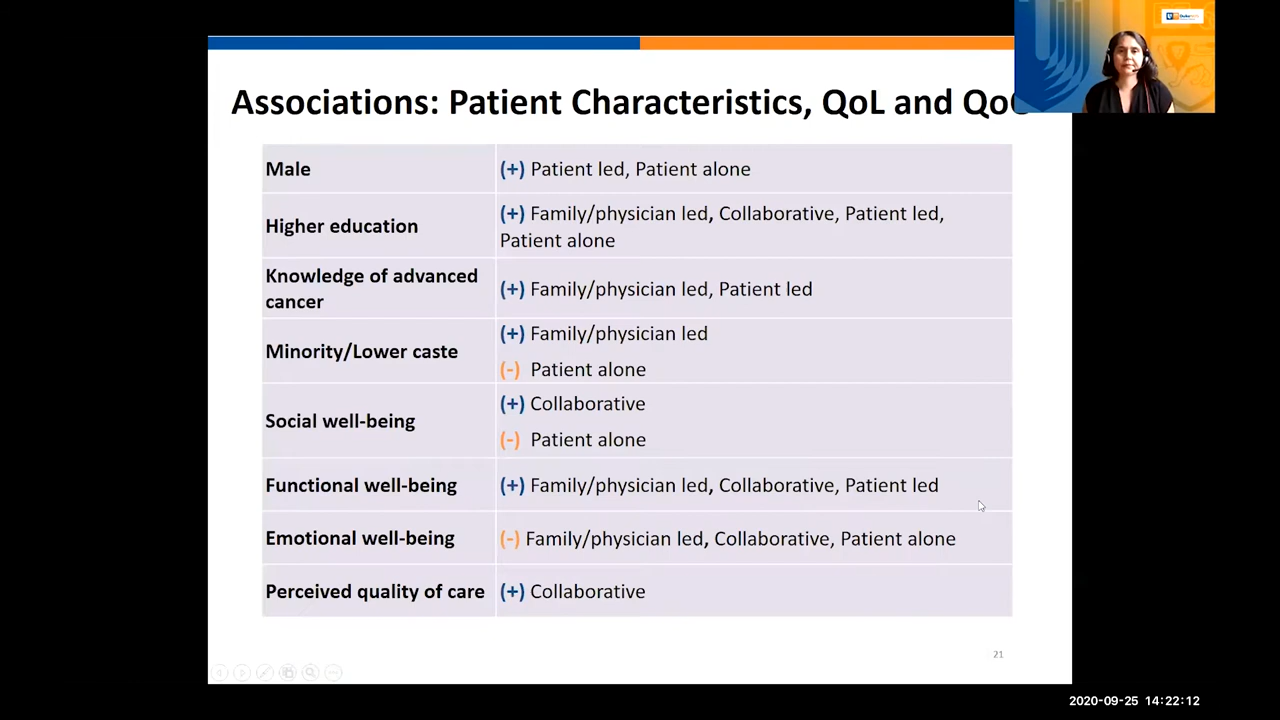 Associations: Patient Characteristics, QoL and QoC
Male
(+) Patient led, Patient alone
Higher education
(+) Family/physician led, Collaborative, Patient led,
Patient alone
Knowledge of advanced
cancer
(+) Family/physician led, Patient led
Minority/Lower caste
(+) Family/physician led
(-) Patient alone
Social well-being
(+) Collaborative
(-) Patient alone
Functional well-being
(+) Family/physician led, Collaborative, Patient led
Emotional well-being
(-) Family/physician led, Collaborative, Patient alone
Perceived quality of care
(+) Collaborative
21
2020-09-25 14:22:12